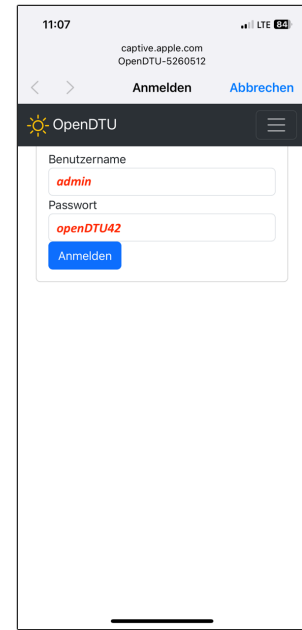 11:07
LTE 84
captive.apple.com
OpenDTU-5260512
Anmelden Abbrechen
OpenDTU
Benutzername
admin
Passwort
openDTU42
Anmelden